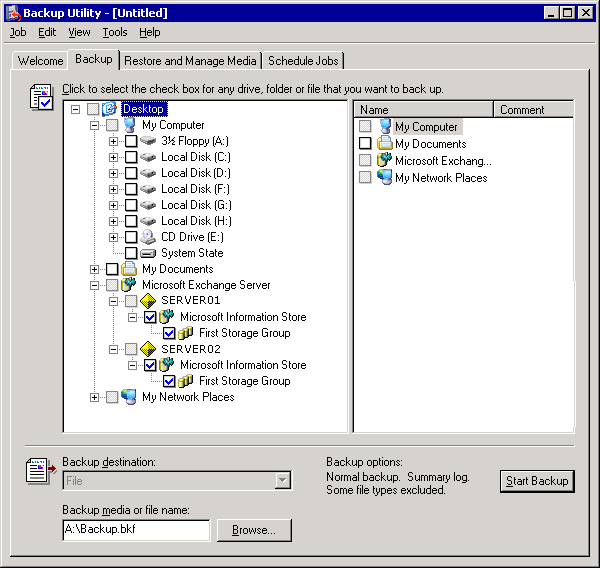 Backup Utility - [Untitled]
Job Edit View Tools Help
Welcome Backup Restore and Manage Media Schedule Jobs
Click to select the check box for any drive, folder or file that you want to back up.
Desktop
My Computer
3½ Floppy (A:)
Local Disk (C:)
Local Disk (D:)
Local Disk (F:)
Local Disk (G:)
Local Disk (H:)
CD Drive (E:)
System State
My Documents
Microsoft Exchange Server
SERVER01
Microsoft Information Store
First Storage Group
SERVER02
Microsoft Information Store
First Storage Group
My Network Places
Name Comment
My Computer
My Documents
Microsoft Exchang...
My Network Places
Backup destination:
File
Backup media or file name:
A:\Backup.bkf
Browse...
Backup options:
Normal backup. Summary log.
Some file types excluded.
Start Backup